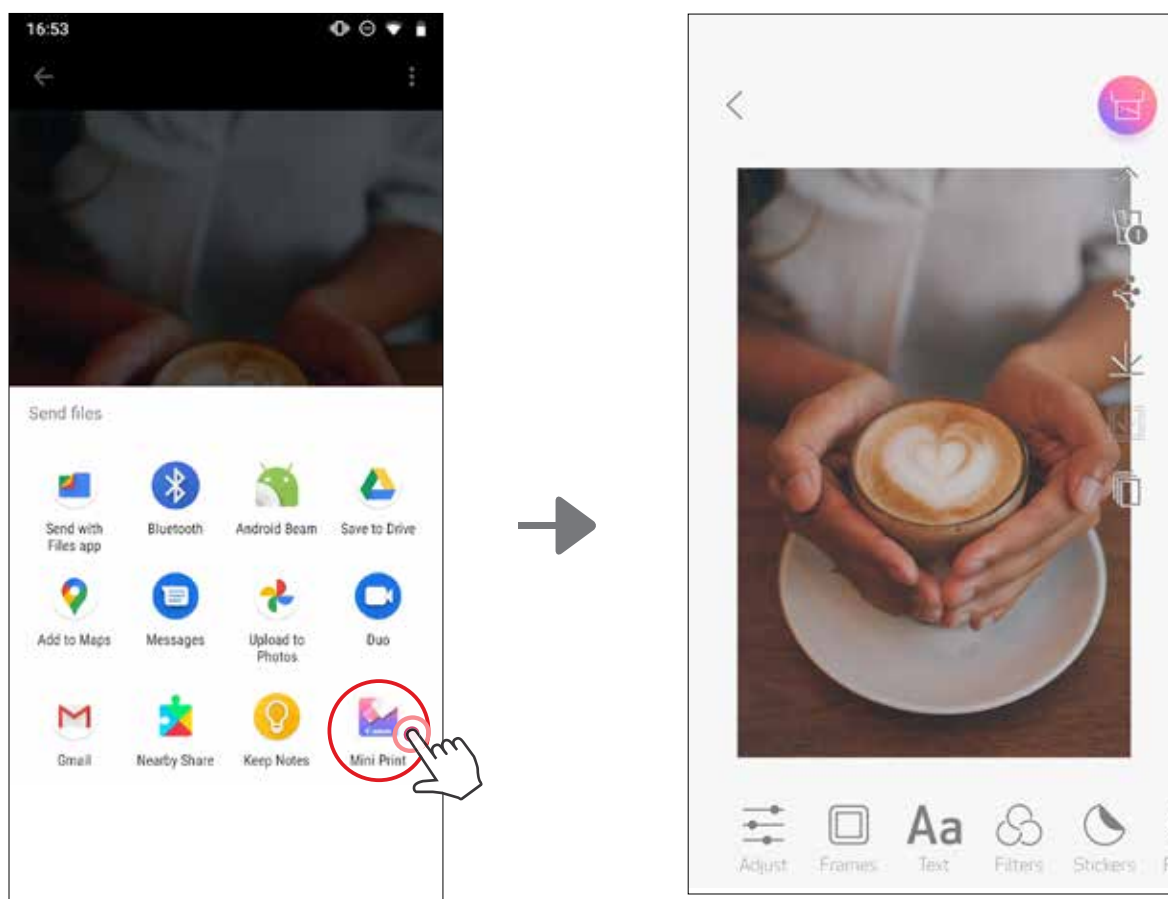 16:53
Send files
Send with
Files app
Bluetooth
Android Beam
Save to Drive
Add to Maps
Messages
Upload to
Photos
Duo
Gmail
Nearby Share
Keep Notes
Canon
Mini Print
Aa
Adjust
Frames
Text
Filters
Stickers